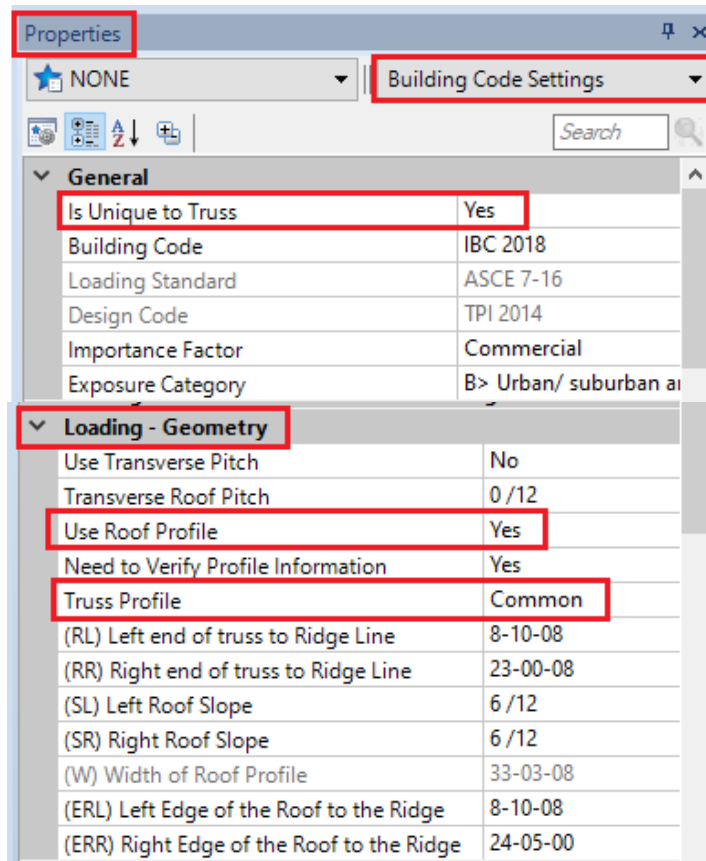 Properties
NONE Building Code Settings
Search
General
Is Unique to Truss Yes
Building Code IBC 2018
Loading Standard ASCE 7-16
Design Code TPI 2014
Importance Factor Commercial
Exposure Category B> Urban/ suburban ar
Loading - Geometry
Use Transverse Pitch No
Transverse Roof Pitch 0 /12
Use Roof Profile Yes
Need to Verify Profile Information Yes
Truss Profile Common
(RL) Left end of truss to Ridge Line 8-10-08
(RR) Right end of truss to Ridge Line 23-00-08
(SL) Left Roof Slope 6 /12
(SR) Right Roof Slope 6 /12
(W) Width of Roof Profile 33-03-08
(ERL) Left Edge of the Roof to the Ridge 8-10-08
(ERR) Right Edge of the Roof to the Ridge 24-05-00